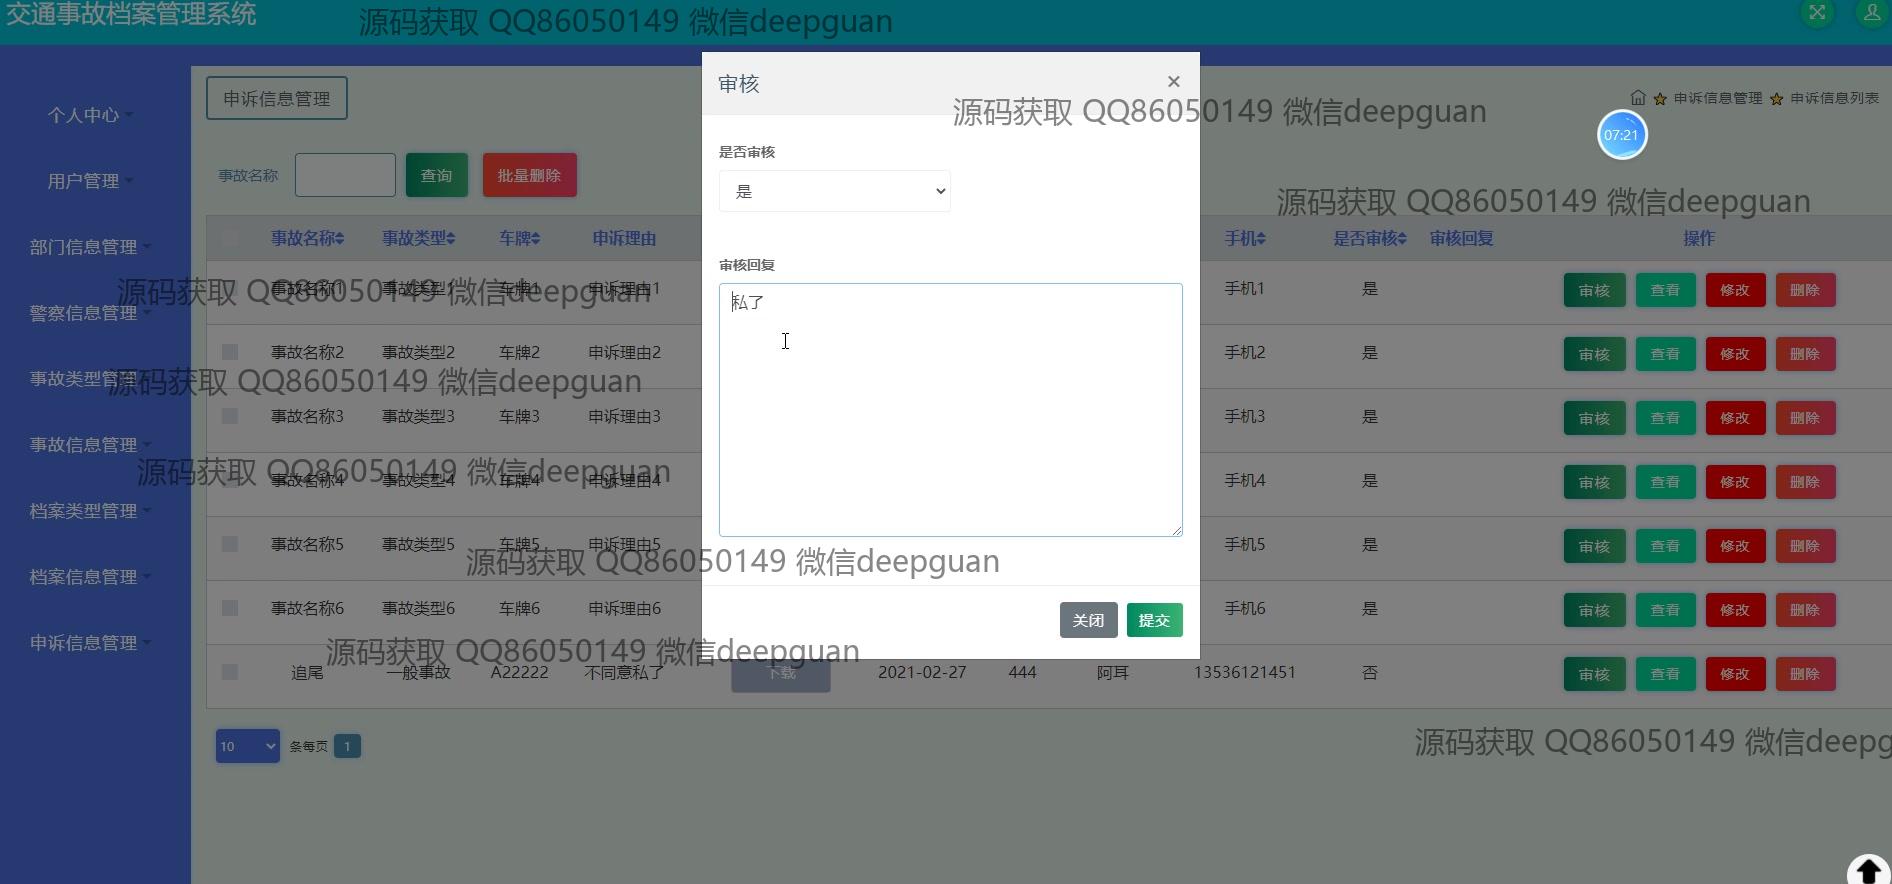 交通事故档案管理系统
源码获取 QQ86050149 微信deepguan
审核
×
源码获取 QQ86050149 微信deepguan
申诉信息管理
申诉信息管理 申诉信息列表
07:21
个人中心
用户管理
部门信息管理
警察信息管理
事故类型管理
事故信息管理
档案类型管理
档案信息管理
申诉信息管理
是否审核
是
事故名称 查询 批量删除
源码获取 QQ86050149 微信deepguan
事故名称 事故类型 车牌 申诉理由 手机 是否审核 审核回复 操作
审核回复
私了
事故名称1 事故类型1 车牌1 申诉理由1 手机1 是 审核 查看 修改 删除
源码获取 QQ86050149 微信deepguan
事故名称2 事故类型2 车牌2 申诉理由2 手机2 是 审核 查看 修改 删除
源码获取 QQ86050149 微信deepguan
事故名称3 事故类型3 车牌3 申诉理由3 手机3 是 审核 查看 修改 删除
事故名称4 事故类型4 车牌4 申诉理由4 手机4 是 审核 查看 修改 删除
源码获取 QQ86050149 微信deepguan
事故名称5 事故类型5 车牌5 申诉理由5 手机5 是 审核 查看 修改 删除
源码获取 QQ86050149 微信deepguan
事故名称6 事故类型6 车牌6 申诉理由6 手机6 是 审核 查看 修改 删除
关闭 提交
源码获取 QQ86050149 微信deepguan
追尾 一般事故 A22222 不同意私了 下载 2021-02-27 444 阿耳 13536121451 否 审核 查看 修改 删除
10 条每页 1
源码获取 QQ86050149 微信deepg